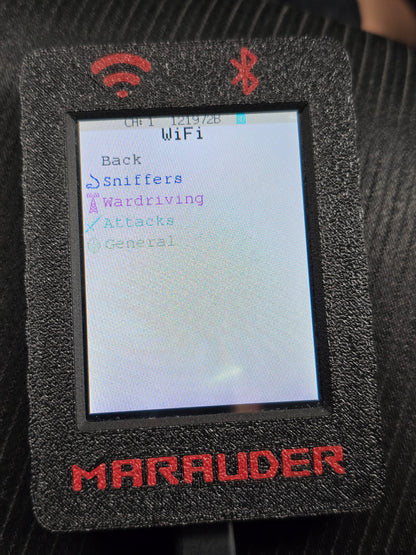 CH: 1 121972B
WiFi
Back
Sniffers
Wardriving
Attacks
General
MARAUDER